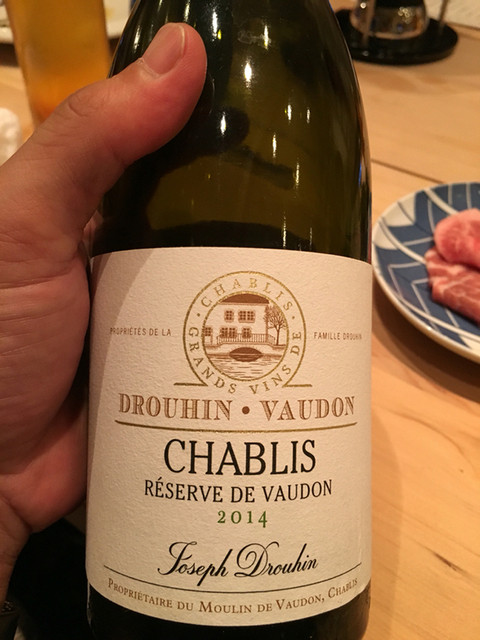 · CHABLIS ·
GRANDS VINS DE
PROPRIÉTÉS DE LA
FAMILLE DROUHIN
DROUHIN · VAUDON
CHABLIS
RÉSERVE DE VAUDON
2014
Joseph Drouhin
PROPRIÉTAIRE DU MOULIN DE VAUDON, CHABLIS